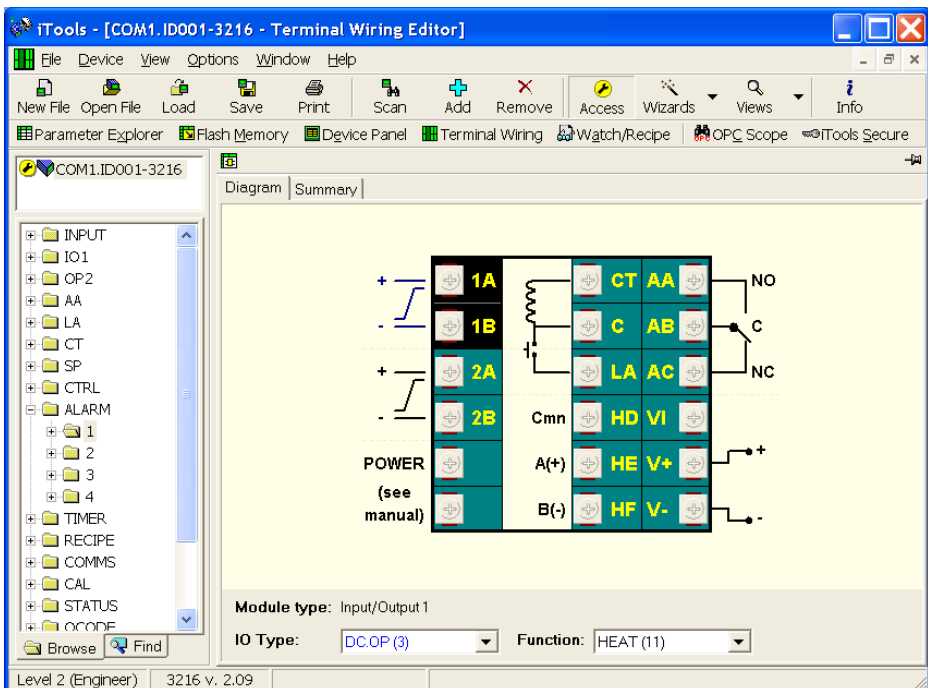 iTools - [COM1.ID001-3216 - Terminal Wiring Editor]
File Device View Options Window Help
New File Open File Load Save Print Scan Add Remove Access Wizards Views Info
Parameter Explorer Flash Memory Device Panel Terminal Wiring Watch/Recipe OPC Scope iTools Secure
COM1.ID001-3216
Diagram Summary
INPUT
IO1
OP2
AA
LA
CT
SP
CTRL
ALARM
1
2
3
4
TIMER
RECIPE
COMMS
CAL
STATUS
OCODE
Browse Find
+ 1A CT AA NO
- 1B C AB C
+ 2A LA AC NC
- 2B Cmn HD VI
POWER A(+) HE V+ +
(see
manual) B(-) HF V- -
Module type: Input/Output 1
IO Type: DC.OP (3) Function: HEAT (11)
Level 2 (Engineer) 3216 v. 2.09